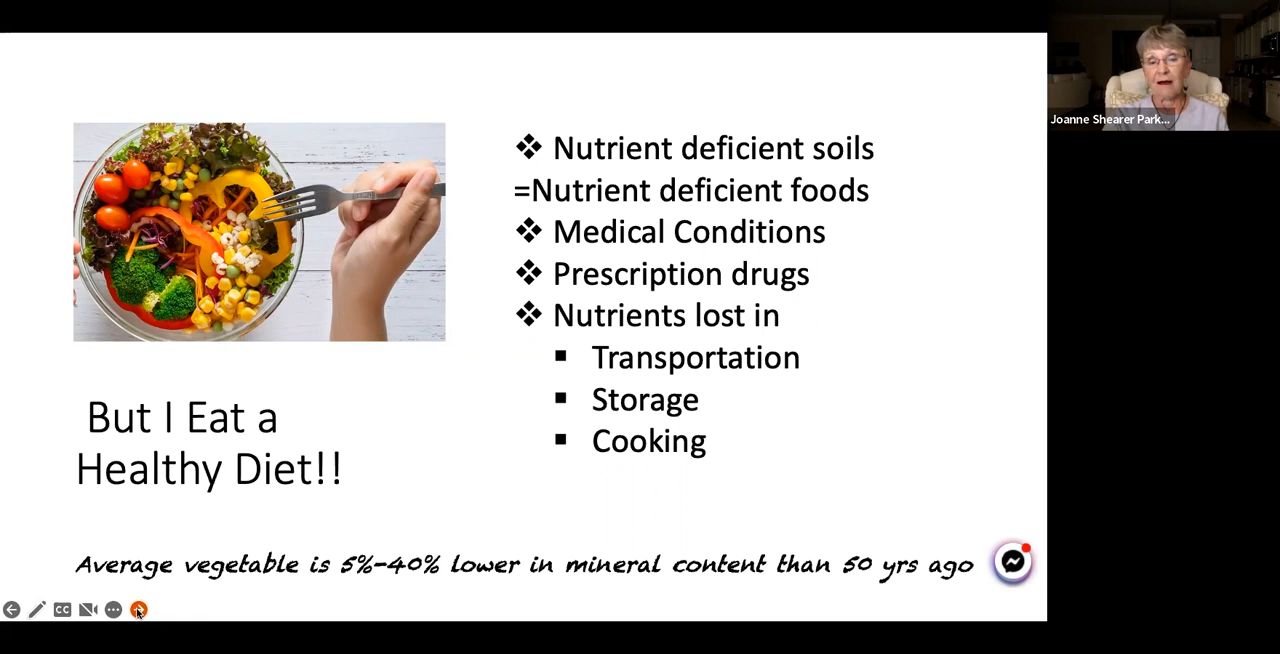 Joanne Shearer Park...
❖ Nutrient deficient soils
=Nutrient deficient foods
❖ Medical Conditions
❖ Prescription drugs
❖ Nutrients lost in
▪ Transportation
▪ Storage
▪ Cooking
But I Eat a
Healthy Diet!!
Average vegetable is 5%-40% lower in mineral content than 50 yrs ago
CC